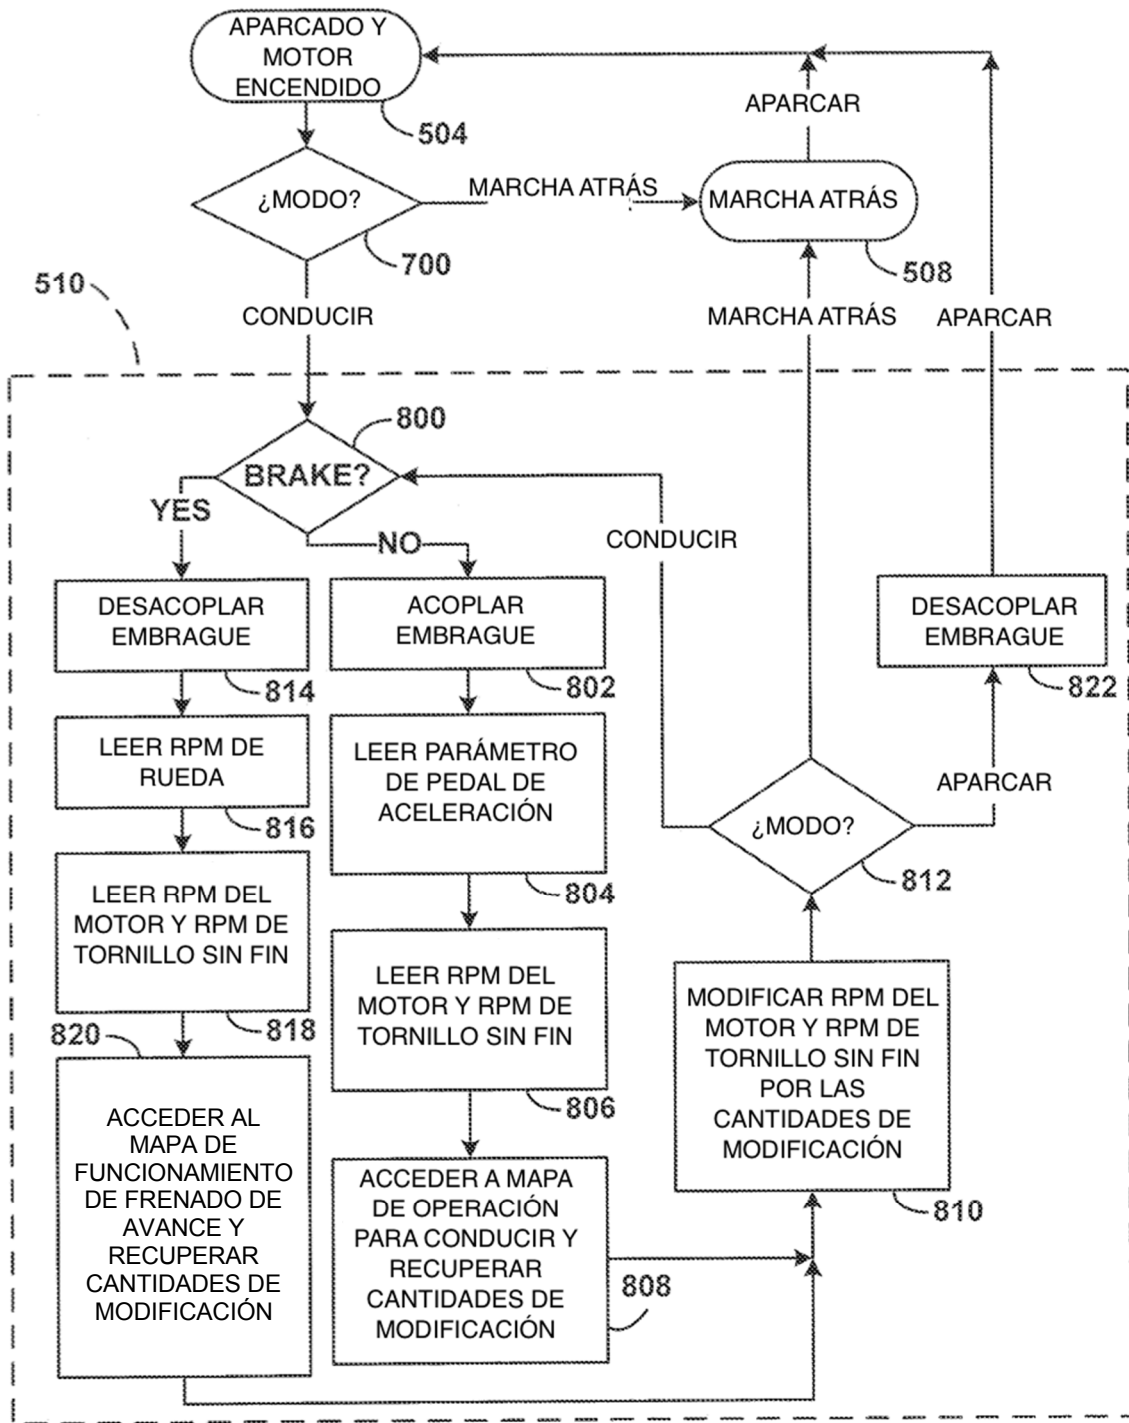 APARCADO Y
MOTOR
ENCENDIDO
504
APARCAR
¿MODO?
MARCHA ATRÁS
MARCHA ATRÁS
700
508
510
CONDUCIR
MARCHA ATRÁS
APARCAR
800
BRAKE?
YES
NO
CONDUCIR
DESACOPLAR
EMBRAGUE
814
ACOPLAR
EMBRAGUE
802
DESACOPLAR
EMBRAGUE
822
LEER RPM DE
RUEDA
816
LEER PARÁMETRO
DE PEDAL DE
ACELERACIÓN
804
APARCAR
¿MODO?
812
LEER RPM DEL
MOTOR Y RPM DE
TORNILLO SIN FIN
818
LEER RPM DEL
MOTOR Y RPM DE
TORNILLO SIN FIN
806
MODIFICAR RPM DEL
MOTOR Y RPM DE
TORNILLO SIN FIN
POR LAS
CANTIDADES DE
MODIFICACIÓN
810
820
ACCEDER AL
MAPA DE
FUNCIONAMIENTO
DE FRENADO DE
AVANCE Y
RECUPERAR
CANTIDADES DE
MODIFICACIÓN
ACCEDER A MAPA
DE OPERACIÓN
PARA CONDUCIR Y
RECUPERAR
CANTIDADES DE
MODIFICACIÓN
808